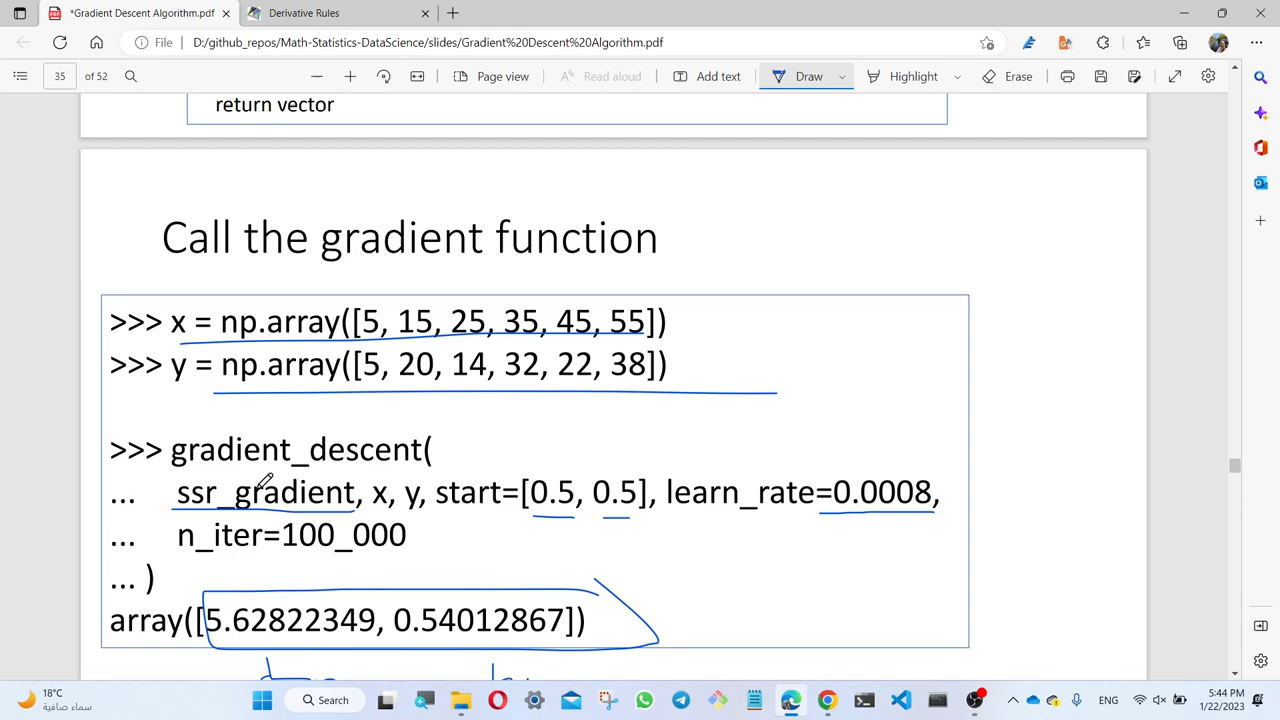 *Gradient Descent Algorithm.pdf
Derivative Rules
File
D:/github_repos/Math-Statistics-DataScience/slides/Gradient%20Descent%20Algorithm.pdf
35 of 52
Page view
Read aloud
Add text
Draw
Highlight
Erase
return vector
Call the gradient function
>>> x = np.array([5, 15, 25, 35, 45, 55])
>>> y = np.array([5, 20, 14, 32, 22, 38])
>>> gradient_descent(
... ssr_gradient, x, y, start=[0.5, 0.5], learn_rate=0.0008,
... n_iter=100_000
... )
array([5.62822349, 0.54012867])
18°C
سماء صافية
Search
ENG
5:44 PM
1/22/2023